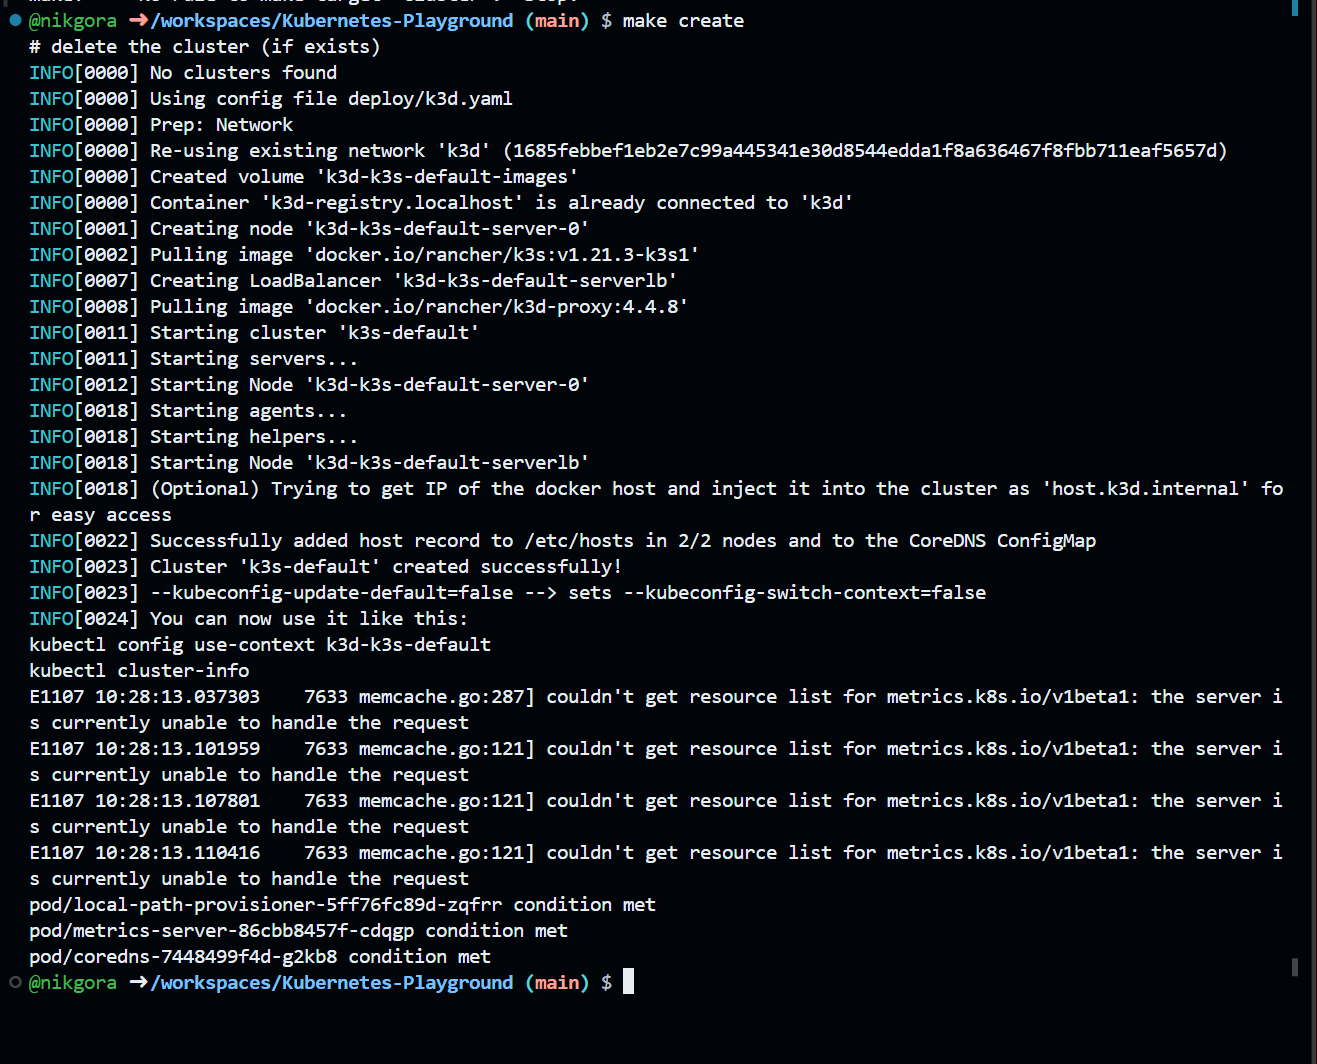 @nikgora ➜/workspaces/Kubernetes-Playground (main) $ make create
# delete the cluster (if exists)
INFO[0000] No clusters found
INFO[0000] Using config file deploy/k3d.yaml
INFO[0000] Prep: Network
INFO[0000] Re-using existing network 'k3d' (1685febbef1eb2e7c99a445341e30d8544edda1f8a636467f8fbb711eaf5657d)
INFO[0000] Created volume 'k3d-k3s-default-images'
INFO[0000] Container 'k3d-registry.localhost' is already connected to 'k3d'
INFO[0001] Creating node 'k3d-k3s-default-server-0'
INFO[0002] Pulling image 'docker.io/rancher/k3s:v1.21.3-k3s1'
INFO[0007] Creating LoadBalancer 'k3d-k3s-default-serverlb'
INFO[0008] Pulling image 'docker.io/rancher/k3d-proxy:4.4.8'
INFO[0011] Starting cluster 'k3s-default'
INFO[0011] Starting servers...
INFO[0012] Starting Node 'k3d-k3s-default-server-0'
INFO[0018] Starting agents...
INFO[0018] Starting helpers...
INFO[0018] Starting Node 'k3d-k3s-default-serverlb'
INFO[0018] (Optional) Trying to get IP of the docker host and inject it into the cluster as 'host.k3d.internal' fo
r easy access
INFO[0022] Successfully added host record to /etc/hosts in 2/2 nodes and to the CoreDNS ConfigMap
INFO[0023] Cluster 'k3s-default' created successfully!
INFO[0023] --kubeconfig-update-default=false --> sets --kubeconfig-switch-context=false
INFO[0024] You can now use it like this:
kubectl config use-context k3d-k3s-default
kubectl cluster-info
E1107 10:28:13.037303    7633 memcache.go:287] couldn't get resource list for metrics.k8s.io/v1beta1: the server i
s currently unable to handle the request
E1107 10:28:13.101959    7633 memcache.go:121] couldn't get resource list for metrics.k8s.io/v1beta1: the server i
s currently unable to handle the request
E1107 10:28:13.107801    7633 memcache.go:121] couldn't get resource list for metrics.k8s.io/v1beta1: the server i
s currently unable to handle the request
E1107 10:28:13.110416    7633 memcache.go:121] couldn't get resource list for metrics.k8s.io/v1beta1: the server i
s currently unable to handle the request
pod/local-path-provisioner-5ff76fc89d-zqfrr condition met
pod/metrics-server-86cbb8457f-cdqgp condition met
pod/coredns-7448499f4d-g2kb8 condition met
@nikgora ➜/workspaces/Kubernetes-Playground (main) $